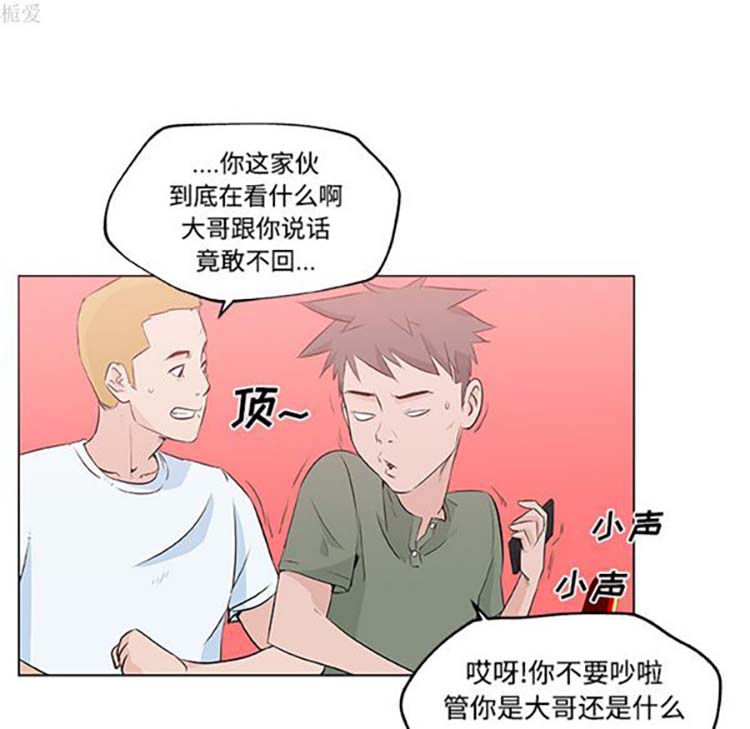 栀爱
....你这家伙
到底在看什么啊
大哥跟你说话
竟敢不回...
顶~
小声
小声
哎呀!你不要吵啦
管你是大哥还是什么